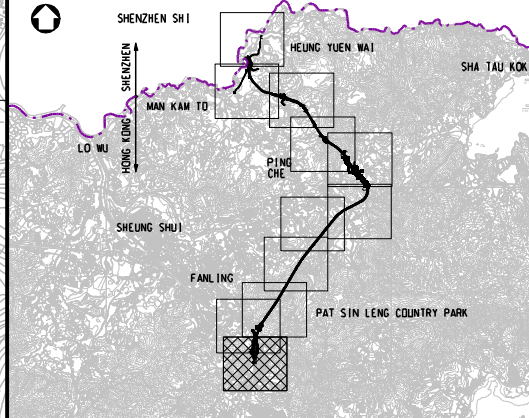 SHENZHEN SHI
HEUNG YUEN WAI
SHA TAU KOK
SHENZHEN
HONG KONG
MAN KAM TO
LO WU
PING
CHE
SHEUNG SHUI
FANLING
PAT SIN LENG COUNTRY PARK